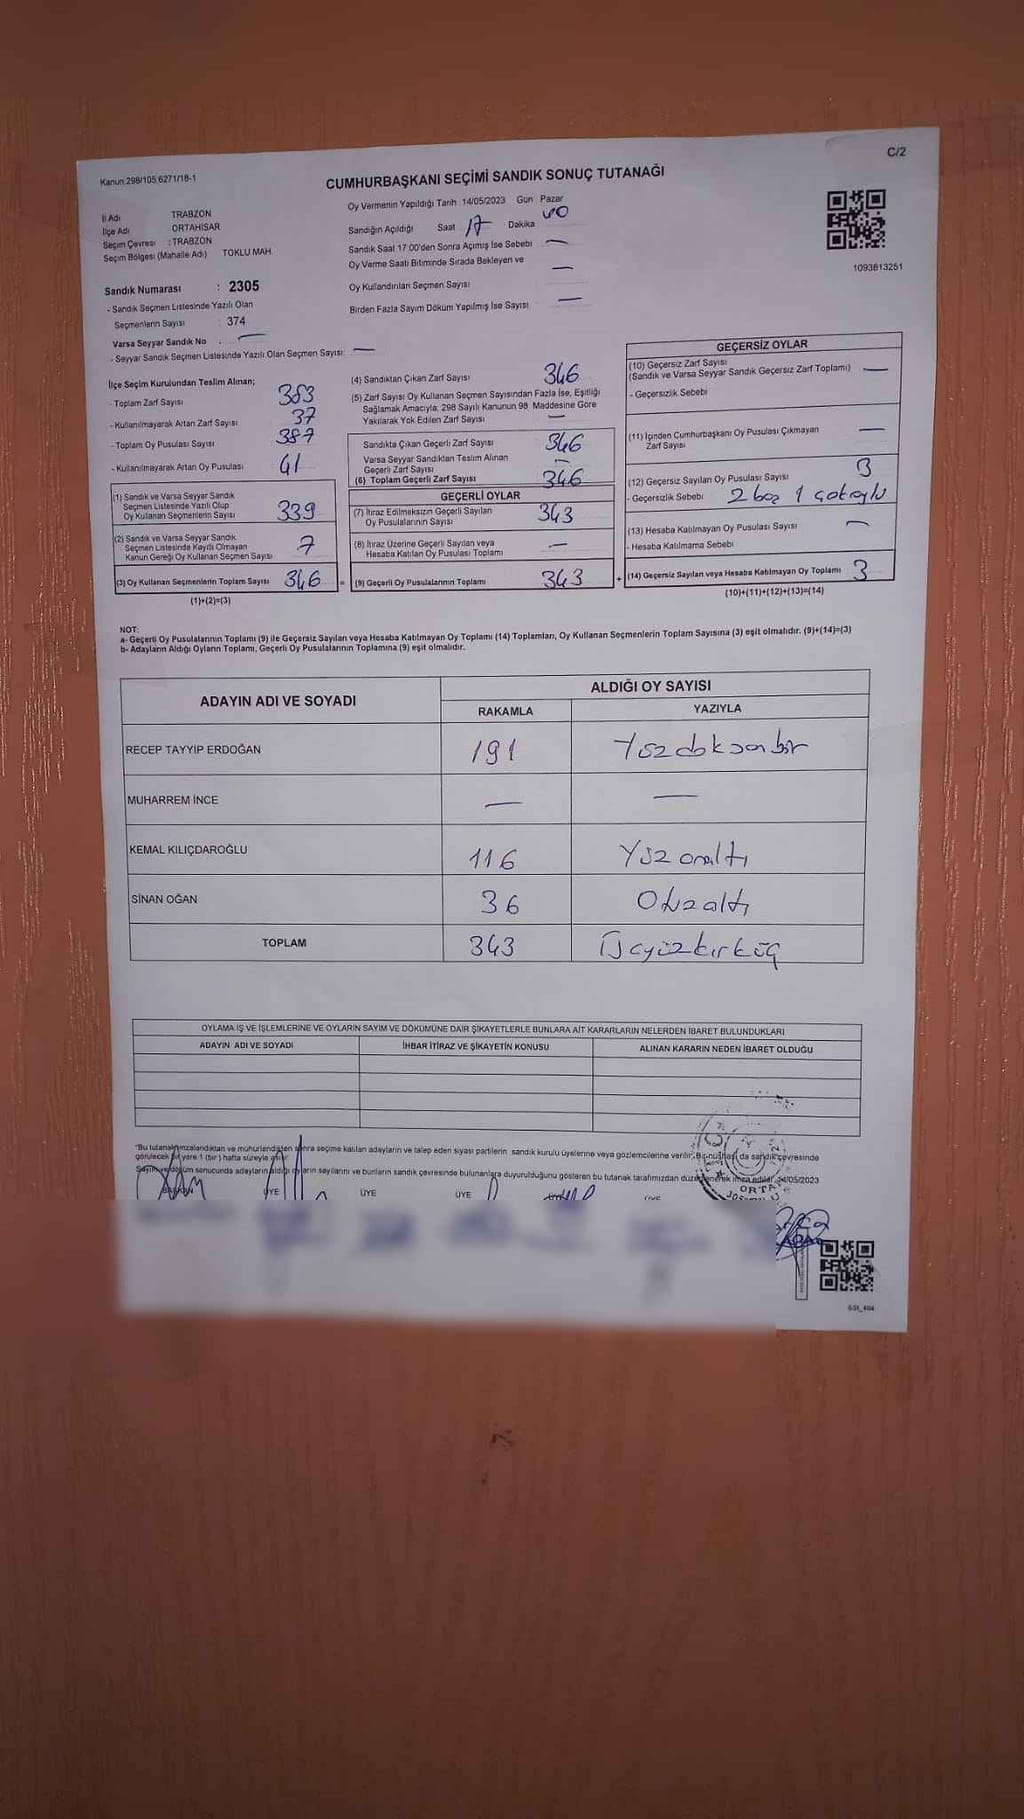 C/2
Kanun 298/105,6271/18-1
CUMHURBAŞKANI SEÇİMİ SANDIK SONUÇ TUTANAĞI
İl Adı TRABZON
İlçe Adı ORTAHİSAR
Seçim Çevresi : TRABZON
Seçim Bölgesi (Mahalle Adı) TOKLU MAH
Sandık Numarası : 2305
- Sandık Seçmen Listesinde Yazılı Olan
Seçmenlerin Sayısı : 374
Varsa Seyyar Sandık No : —
- Seyyar Sandık Seçmen Listesinde Yazılı Olan Seçmen Sayısı: —
Oy Vermenin Yapıldığı Tarih : 14/05/2023 Gün Pazar
Sandığın Açıldığı Saat 17 Dakika 00
Sandık Saat 17:00'den Sonra Açılmış İse Sebebi —
Oy Verme Saati Bitiminde Sırada Bekleyen ve
Oy Kullandırılan Seçmen Sayısı —
Birden Fazla Sayım Döküm Yapılmış İse Sayısı —
1093613251
İlçe Seçim Kurulundan Teslim Alınan;
- Toplam Zarf Sayısı 383
- Kullanılmayarak Artan Zarf Sayısı 37
- Toplam Oy Pusulası Sayısı 387
- Kullanılmayarak Artan Oy Pusulası 41
(1) Sandık ve Varsa Seyyar Sandık
Seçmen Listesinde Yazılı Olup
Oy Kullanan Seçmenlerin Sayısı 339
(2) Sandık ve Varsa Seyyar Sandık
Seçmen Listesinde Kayıtlı Olmayan
Kanun Gereği Oy Kullanan Seçmen Sayısı 7
(3) Oy Kullanan Seçmenlerin Toplam Sayısı 346 =
(1)+(2)=(3)
(4) Sandıktan Çıkan Zarf Sayısı 346
(5) Zarf Sayısı Oy Kullanan Seçmen Sayısından Fazla İse, Eşitliği
Sağlamak Amacıyla, 298 Sayılı Kanunun 98. Maddesine Göre
Yakılarak Yok Edilen Zarf Sayısı —
Sandıkta Çıkan Geçerli Zarf Sayısı 346
Varsa Seyyar Sandıktan Teslim Alınan
Geçerli Zarf Sayısı —
(6) Toplam Geçerli Zarf Sayısı 346
GEÇERLİ OYLAR
(7) İtiraz Edilmeksizin Geçerli Sayılan
Oy Pusulalarının Sayısı 343
(8) İtiraz Üzerine Geçerli Sayılan veya
Hesaba Katılan Oy Pusulası Toplamı —
(9) Geçerli Oy Pusulalarının Toplamı 343 +
GEÇERSİZ OYLAR
(10) Geçersiz Zarf Sayısı
(Sandık ve Varsa Seyyar Sandık Geçersiz Zarf Toplamı) —
- Geçersizlik Sebebi
(11) İçinden Cumhurbaşkanı Oy Pusulası Çıkmayan
Zarf Sayısı —
(12) Geçersiz Sayılan Oy Pusulası Sayısı 3
- Geçersizlik Sebebi 2 boş 1
(13) Hesaba Katılmayan Oy Pusulası Sayısı —
- Hesaba Katılmama Sebebi
(14) Geçersiz Sayılan veya Hesaba Katılmayan Oy Toplamı 3
(10)+(11)+(12)+(13)=(14)
NOT:
a- Geçerli Oy Pusulalarının Toplamı (9) ile Geçersiz Sayılan veya Hesaba Katılmayan Oy Toplamı (14) Toplamları, Oy Kullanan Seçmenlerin Toplam Sayısına (3) eşit olmalıdır. (9)+(14)=(3)
b- Adayların Aldığı Oyların Toplamı, Geçerli Oy Pusulalarının Toplamına (9) eşit olmalıdır.
ADAYIN ADI VE SOYADI ALDIĞI OY SAYISI
RAKAMLA YAZIYLA
RECEP TAYYİP ERDOĞAN 191 Yüzdoksanbir
MUHARREM İNCE — —
KEMAL KILIÇDAROĞLU 116 Yüzonaltı
SİNAN OĞAN 36 Otuzaltı
TOPLAM 343 Üçyüzkırküç
OYLAMA İŞ VE İŞLEMLERİNE VE OYLARIN SAYIM VE DÖKÜMÜNE DAİR ŞİKAYETLERLE BUNLARA AİT KARARLARIN NELERDEN İBARET BULUNDUKLARI
ADAYIN ADI VE SOYADI İHBAR İTİRAZ VE ŞİKAYETİN KONUSU ALINAN KARARIN NEDEN İBARET OLDUĞU
*Bu tutanak imzalandıktan ve mühürlendikten sonra seçime katılan adayların ve talep eden siyasi partilerin sandık kurulu üyelerine veya gözlemcilerine verilir. Bir nüshası da sandık çevresinde
görülecek bir yere 1 (bir) hafta süreyle asılır
Sayım ve döküm sonucunda adayların aldığı oyların sayılarını ve bunların sandık çevresinde bulunanlara duyurulduğunu gösteren bu tutanak tarafımızdan düzenlenerek imza edildi. 14/05/2023
BAŞKAN ÜYE ÜYE ÜYE ÜYE
ORTA